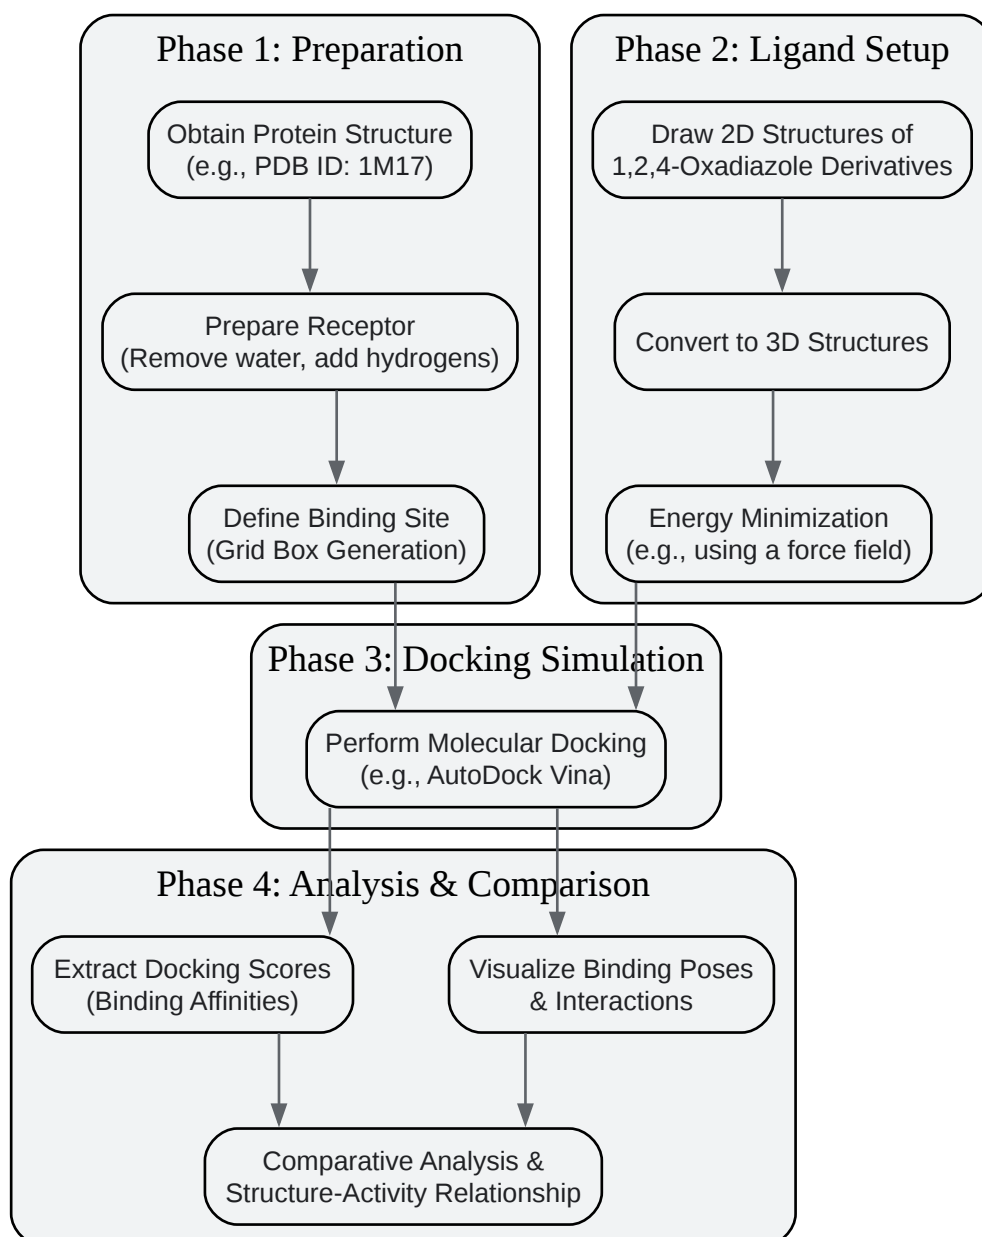 Phase 1: Preparation
Obtain Protein Structure
(e.g., PDB ID: 1M17)
Prepare Receptor
(Remove water, add hydrogens)
Define Binding Site
(Grid Box Generation)
Phase 2: Ligand Setup
Draw 2D Structures of
1,2,4-Oxadiazole Derivatives
Convert to 3D Structures
Energy Minimization
(e.g., using a force field)
Phase 3: Docking Simulation
Perform Molecular Docking
(e.g., AutoDock Vina)
Phase 4: Analysis & Comparison
Extract Docking Scores
(Binding Affinities)
Visualize Binding Poses
& Interactions
Comparative Analysis &
Structure-Activity Relationship